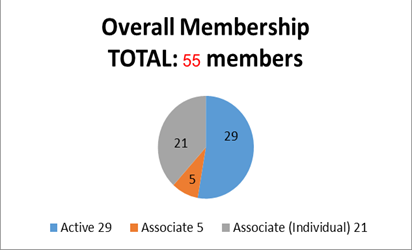 Overall Membership
TOTAL: 55 members
29
21
5
Active 29 Associate 5 Associate (Individual) 21